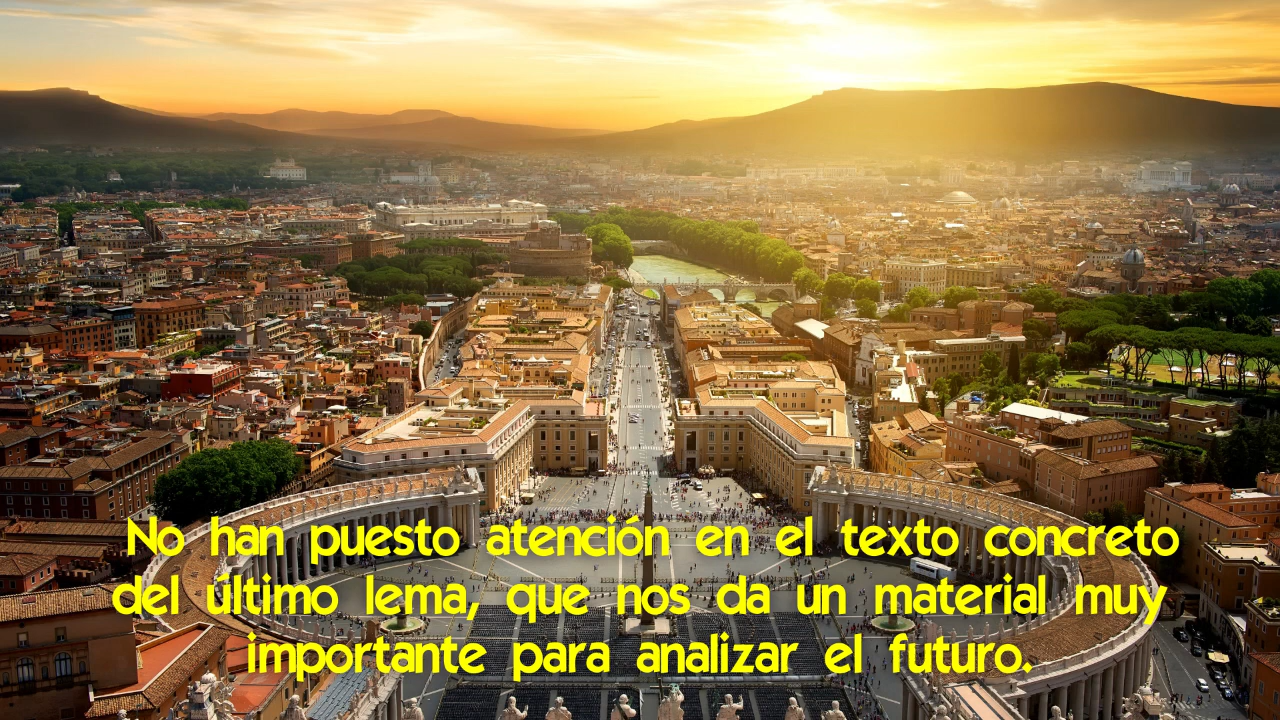 No han puesto atención en el texto concreto
del último lema, que nos da un material muy
importante para analizar el futuro.